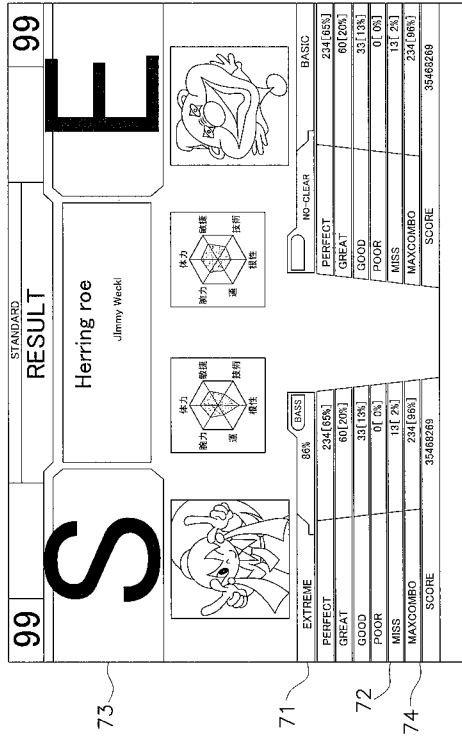 99
STANDARD
RESULT
99
S
Herring roe
Jimmy Weckl
E
体力
敏捷
技術
根性
運
腕力
体力
敏捷
技術
根性
運
腕力
EXTREME
86%
BASS
PERFECT 234[65%]
GREAT 60[20%]
GOOD 33[13%]
POOR 0[ 0%]
MISS 13[ 2%]
MAXCOMBO 234[96%]
SCORE
35468269
NO-CLEAR
BASIC
PERFECT 234[65%]
GREAT 60[20%]
GOOD 33[13%]
POOR 0[ 0%]
MISS 13[ 2%]
MAXCOMBO 234[96%]
SCORE
35468269
73
71
72
74